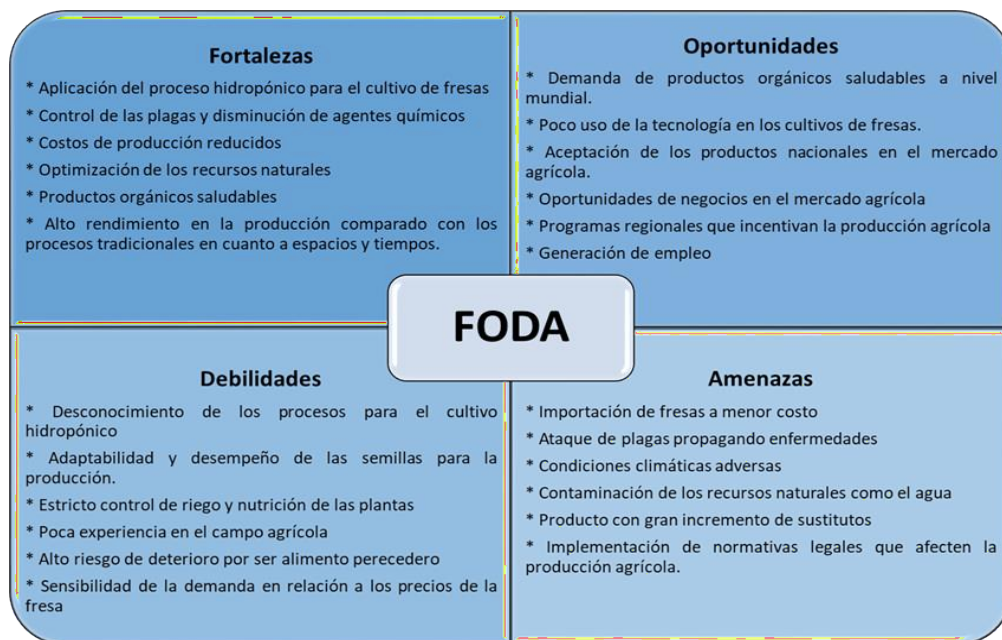 Fortalezas
* Aplicación del proceso hidropónico para el cultivo de fresas
* Control de las plagas y disminución de agentes químicos
* Costos de producción reducidos
* Optimización de los recursos naturales
* Productos orgánicos saludables
* Alto rendimiento en la producción comparado con los
procesos tradicionales en cuanto a espacios y tiempos.
Oportunidades
* Demanda de productos orgánicos saludables a nivel
mundial.
* Poco uso de la tecnología en los cultivos de fresas.
* Aceptación de los productos nacionales en el mercado
agrícola.
* Oportunidades de negocios en el mercado agrícola
* Programas regionales que incentivan la producción agrícola
* Generación de empleo
FODA
Debilidades
* Desconocimiento de los procesos para el cultivo
hidropónico
* Adaptabilidad y desempeño de las semillas para la
producción.
* Estricto control de riego y nutrición de las plantas
* Poca experiencia en el campo agrícola
* Alto riesgo de deterioro por ser alimento perecedero
* Sensibilidad de la demanda en relación a los precios de la
fresa
Amenazas
* Importación de fresas a menor costo
* Ataque de plagas propagando enfermedades
* Condiciones climáticas adversas
* Contaminación de los recursos naturales como el agua
* Producto con gran incremento de sustitutos
* Implementación de normativas legales que afecten la
producción agrícola.